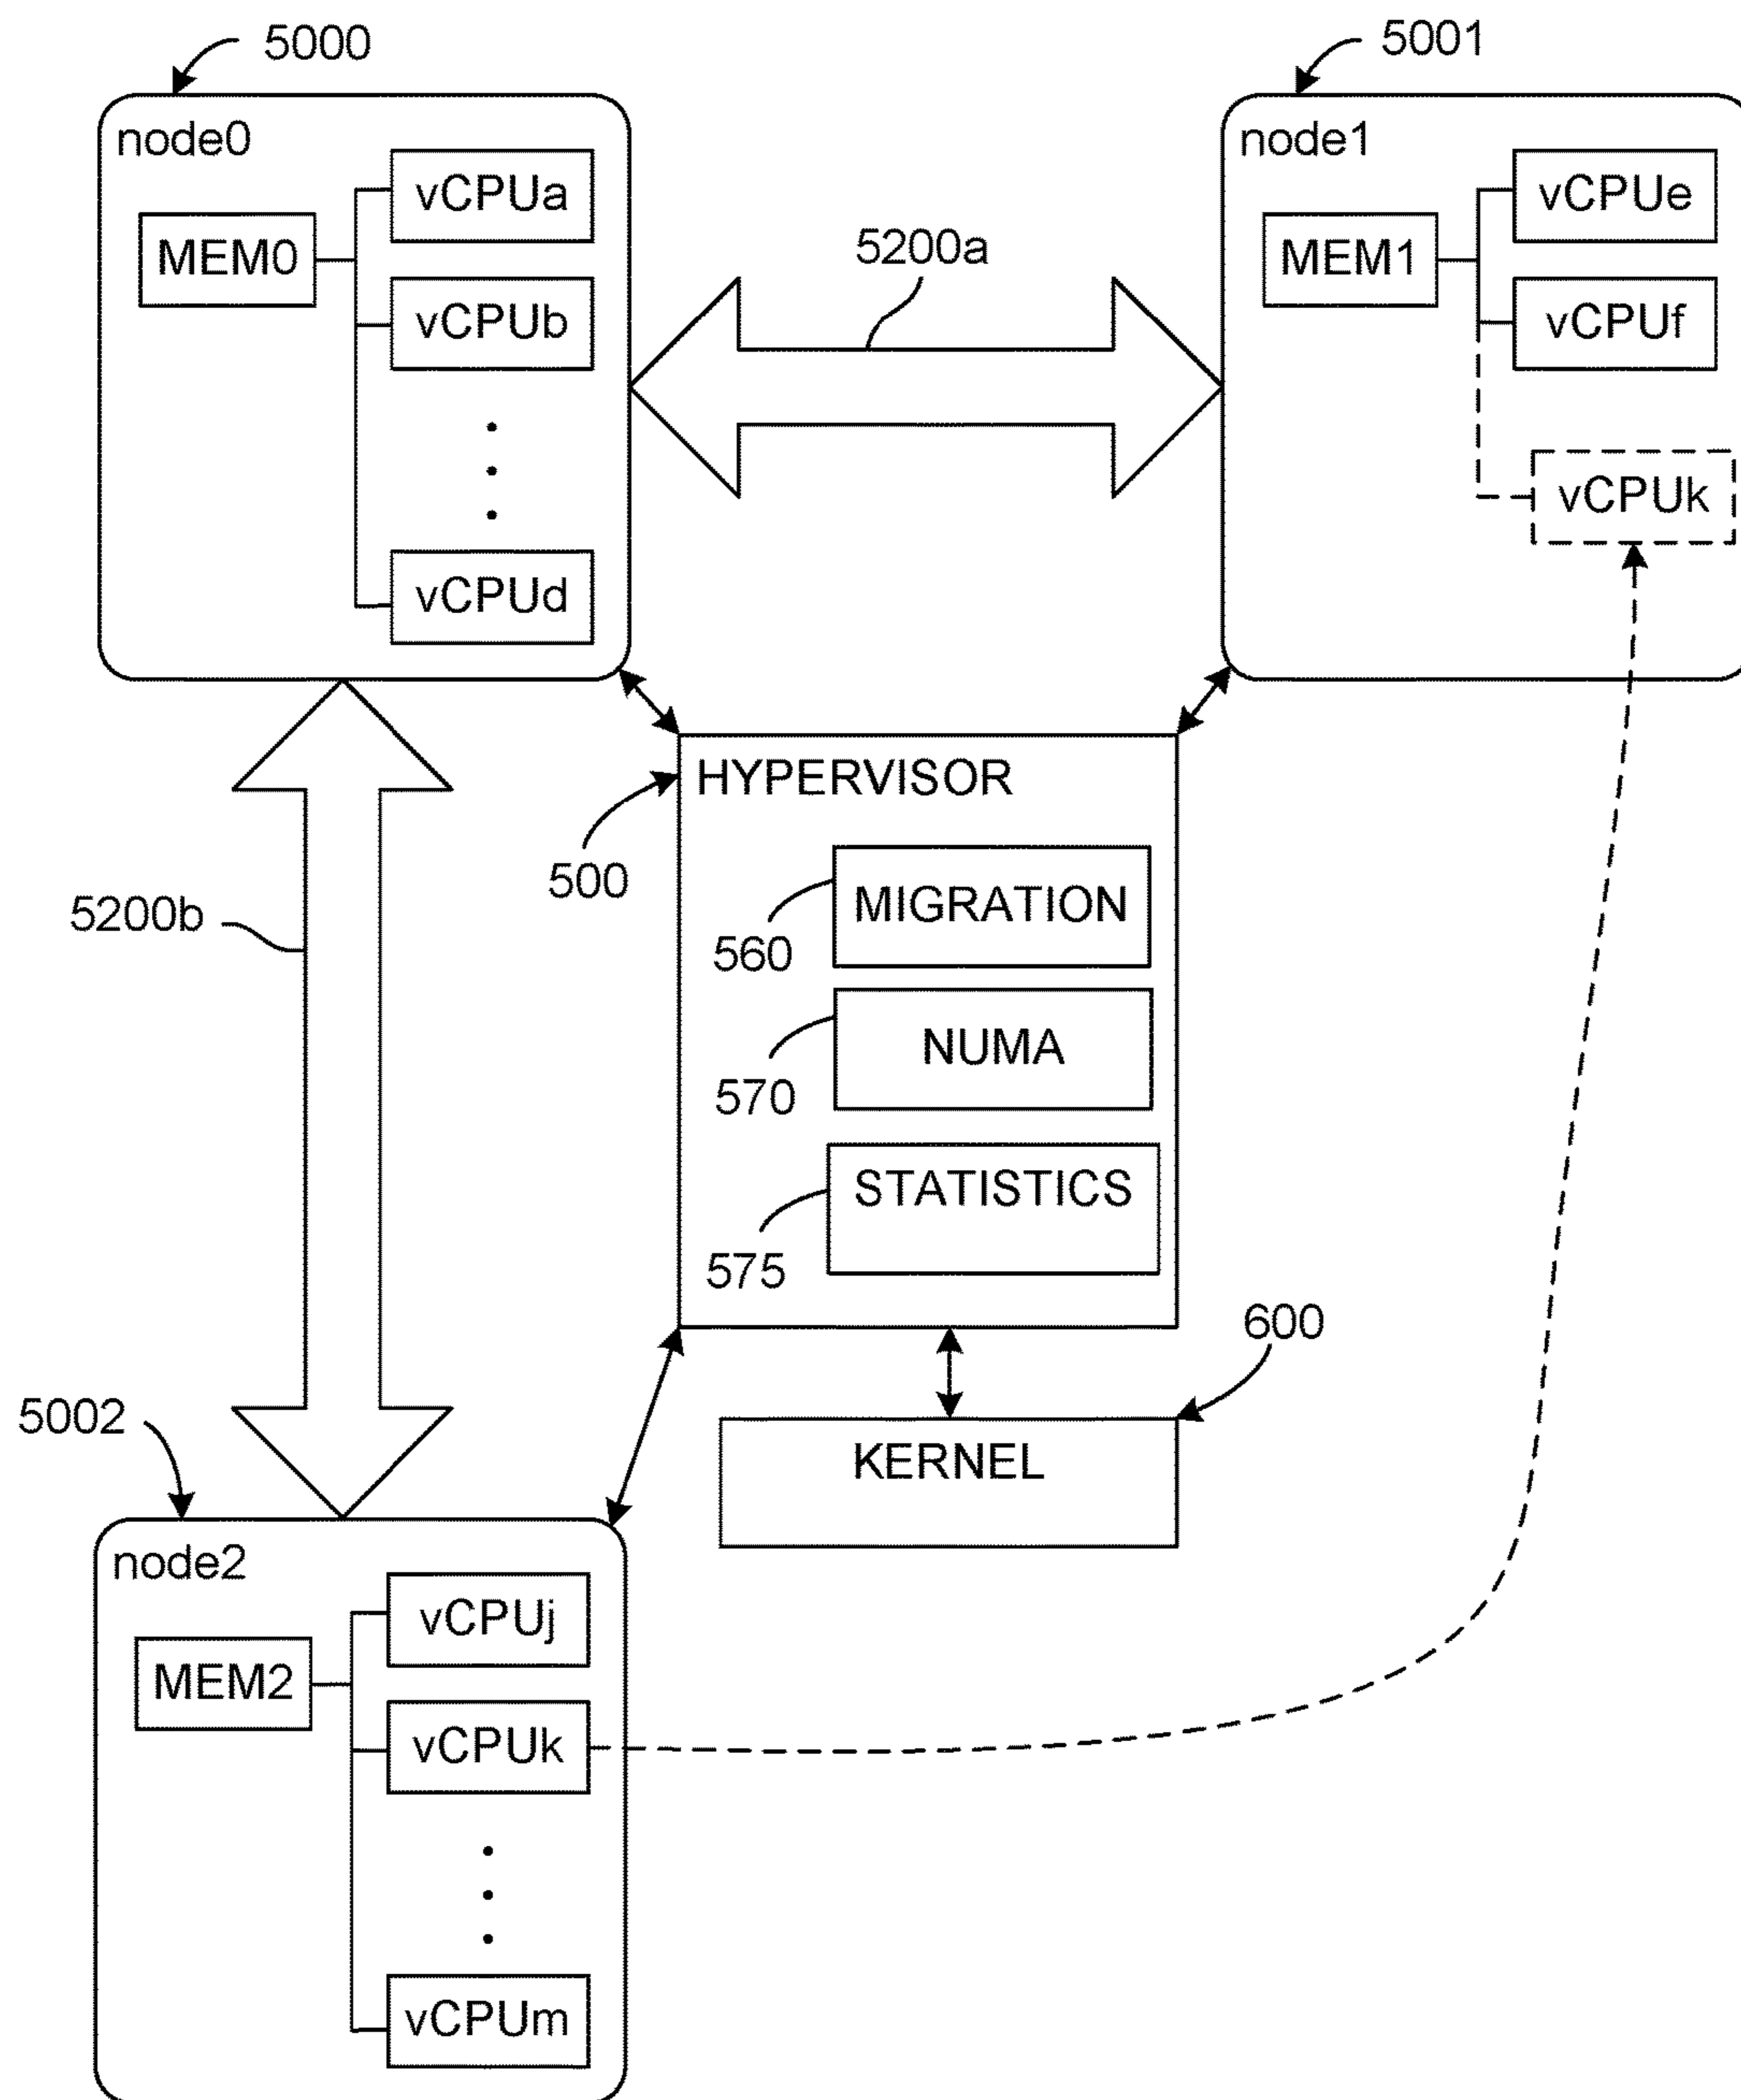 5000
5001
node0
node1
vCPUa
vCPUe
MEM0
MEM1
5200a
vCPUb
vCPUf
vCPUk
vCPUd
HYPERVISOR
500
MIGRATION
5200b
560
NUMA
570
STATISTICS
575
600
5002
KERNEL
node2
vCPUj
MEM2
vCPUk
vCPUm